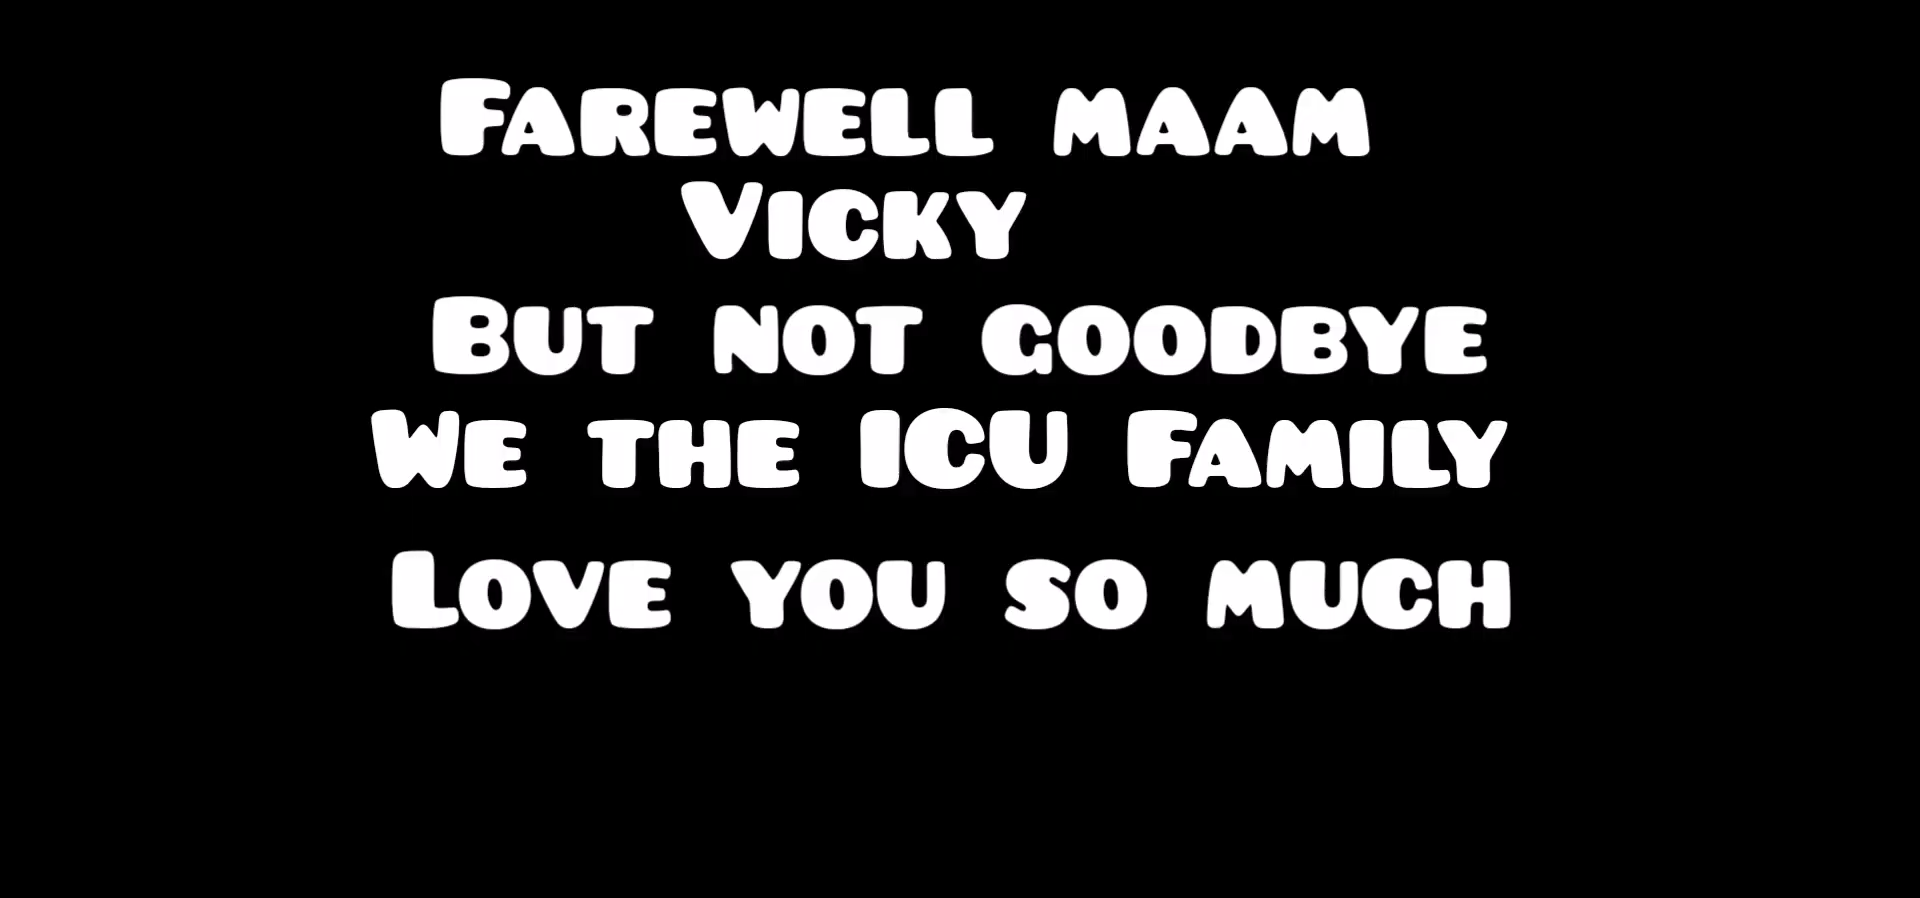 Farewell maam
Vicky
But not goodbye
We the ICU Family
Love you so much